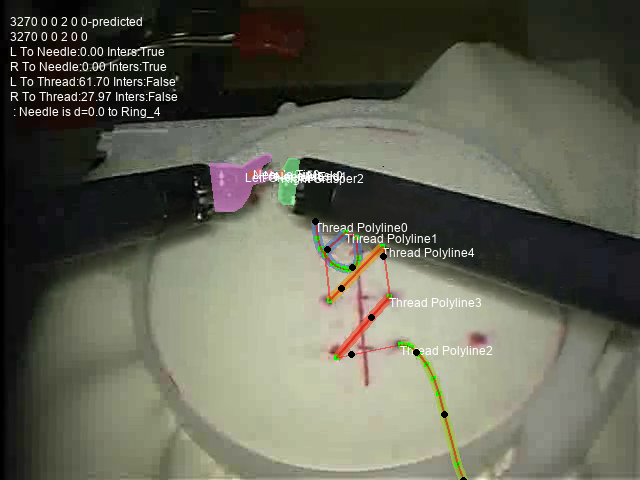 3270 0 0 2 0 0-predicted
3270 0 0 2 0 0
L To Needle:0.00 Inters:True
R To Needle:0.00 Inters:True
L To Thread:61.70 Inters:False
R To Thread:27.97 Inters:False
: Needle is d=0.0 to Ring_4
Thread Polyline0
Thread Polyline1
Thread Polyline4
Thread Polyline3
Thread Polyline2